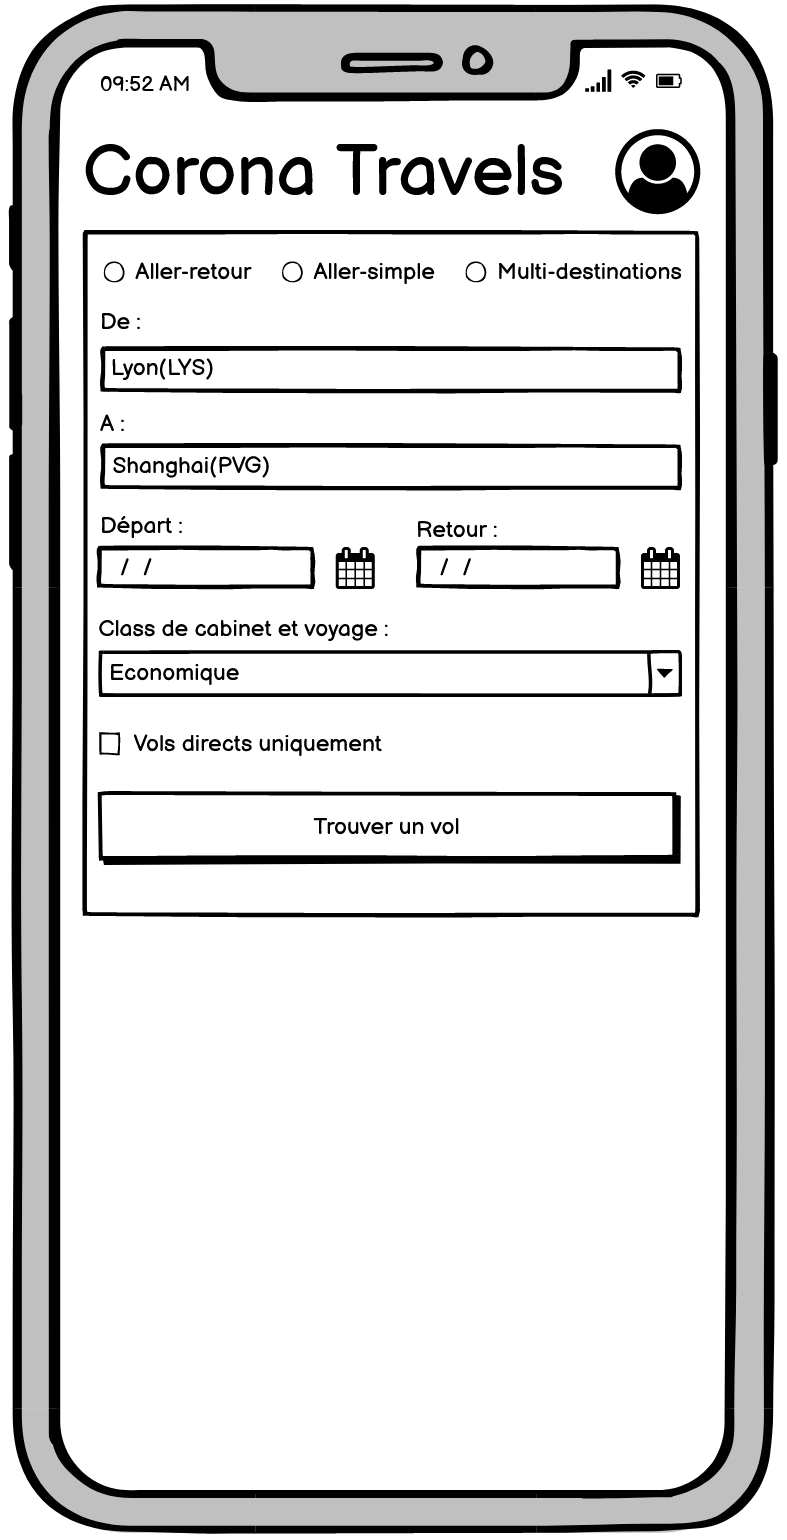 09:52 AM
Corona Travels
Aller-retour Aller-simple Multi-destinations
De :
Lyon(LYS)
A :
Shanghai(PVG)
Départ : Retour :
/ / / /
Class de cabinet et voyage :
Economique
Vols directs uniquement
Trouver un vol